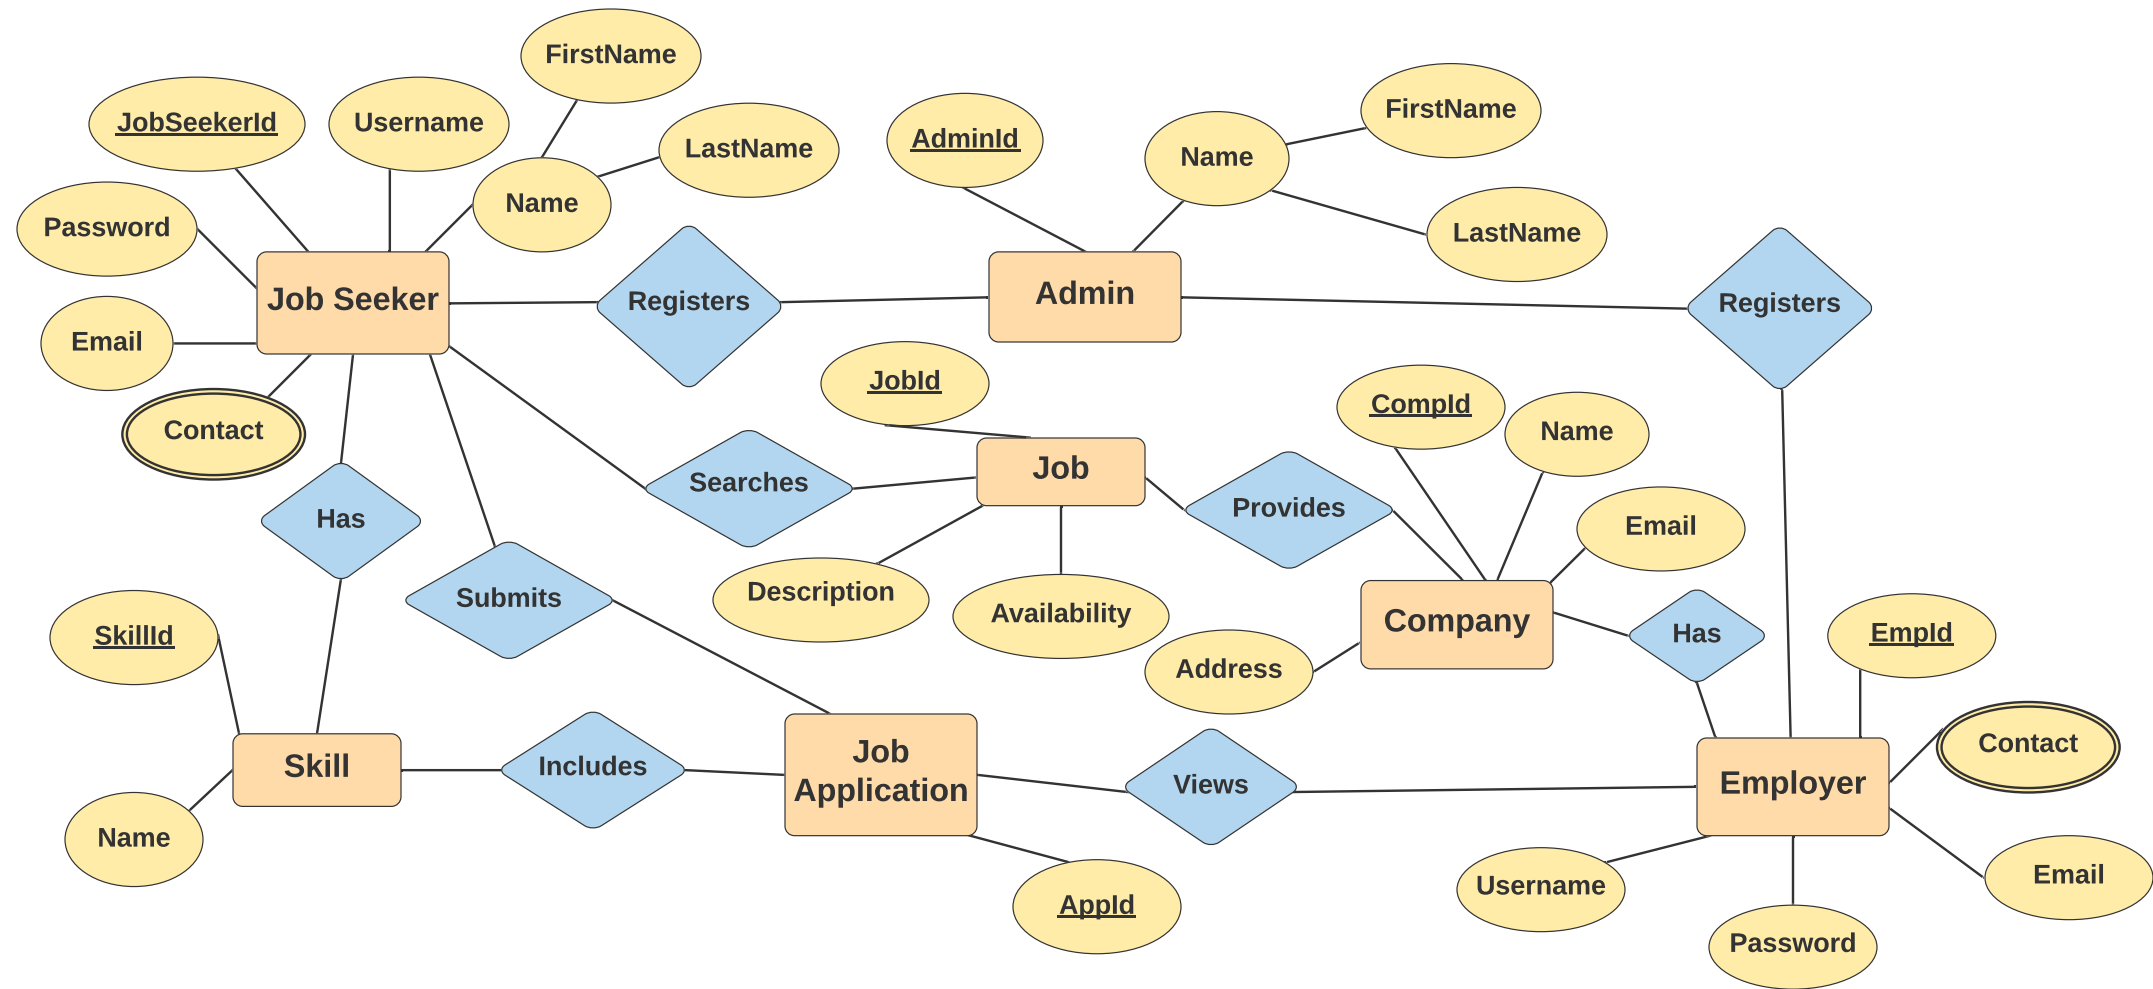 FirstName
JobSeekerId
Username
LastName
Name
Password
Job Seeker
Email
Contact
Registers
AdminId
Name
FirstName
LastName
Admin
Registers
JobId
Job
Searches
Provides
Description
Availability
CompId
Name
Email
Company
Address
Has
Has
Submits
SkillId
Skill
Name
Includes
Job
Application
AppId
Views
EmpId
Contact
Employer
Username
Password
Email